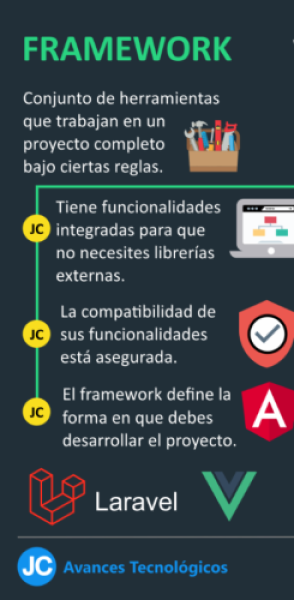 FRAMEWORK
Conjunto de herramientas
que trabajan en un
proyecto completo
bajo ciertas reglas.
Tiene funcionalidades
JC integradas para que
no necesites librerías
externas.
La compatibilidad de
JC sus funcionalidades
está asegurada.
El framework define la
JC forma en que debes
desarrollar el proyecto.
A
Laravel
JC Avances Tecnológicos